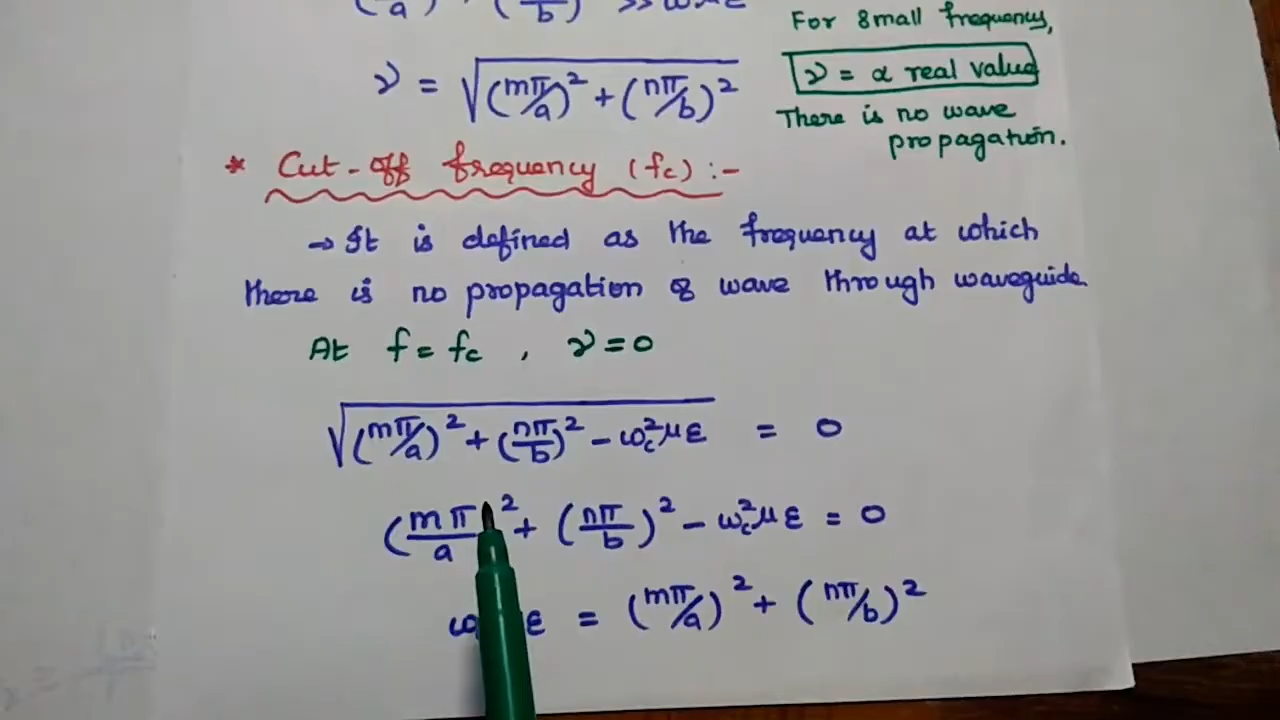 (  /a)  (  /b) >> ω²με
For small frequency,
γ = α real value
There is no wave
propagation.
γ = √(mπ/a)² + (nπ/b)²
* Cut-off frequency (fc) :-
→ It is defined as the frequency at which
there is no propagation of wave through waveguide.
At f = fc , γ = 0
√(mπ/a)² + (nπ/b)² - ωc²με = 0
(mπ/a)² + (nπ/b)² - ωc²με = 0
ω ε = (mπ/a)² + (nπ/b)²